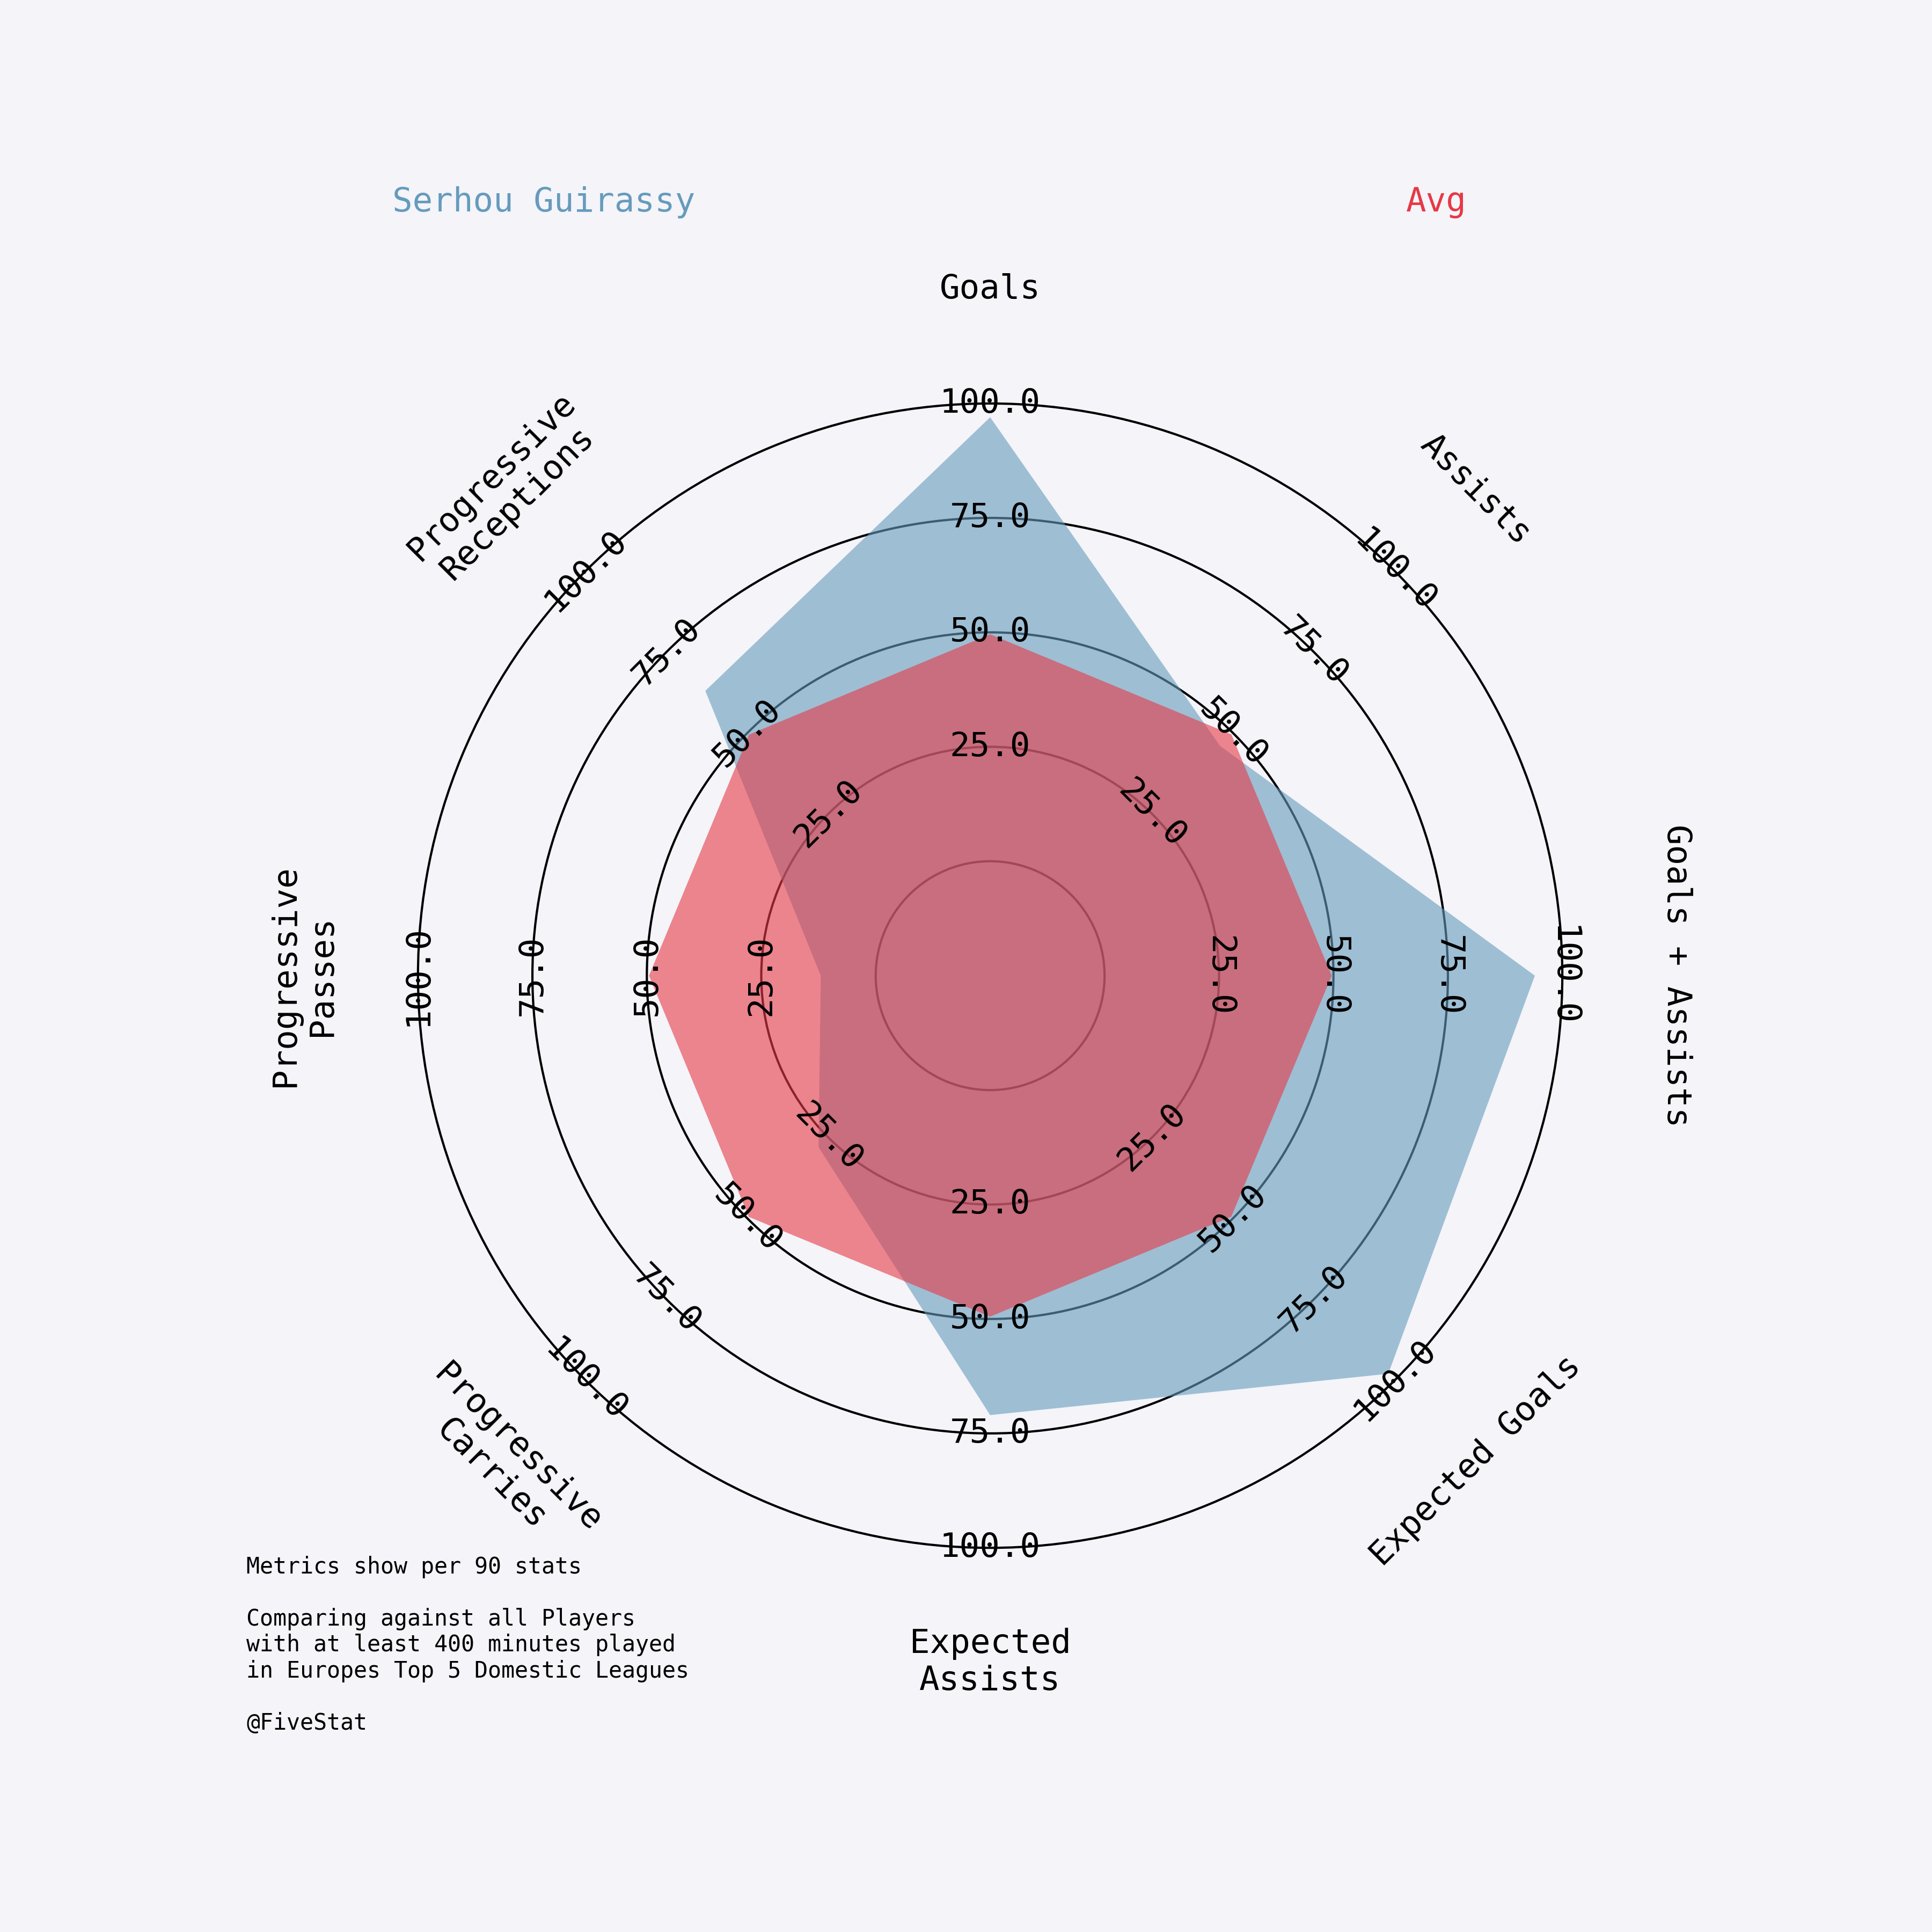 Serhou Guirassy
Avg
Goals
Assists
Goals + Assists
Expected Goals
Expected
Assists
Progressive
Carries
Progressive
Passes
Progressive
Receptions
25.0
50.0
75.0
100.0
25.0
50.0
75.0
100.0
25.0
50.0
75.0
100.0
25.0
50.0
75.0
100.0
25.0
50.0
75.0
100.0
25.0
50.0
75.0
100.0
25.0
50.0
75.0
100.0
25.0
50.0
75.0
100.0
Metrics show per 90 stats
Comparing against all Players
with at least 400 minutes played
in Europes Top 5 Domestic Leagues
@FiveStat